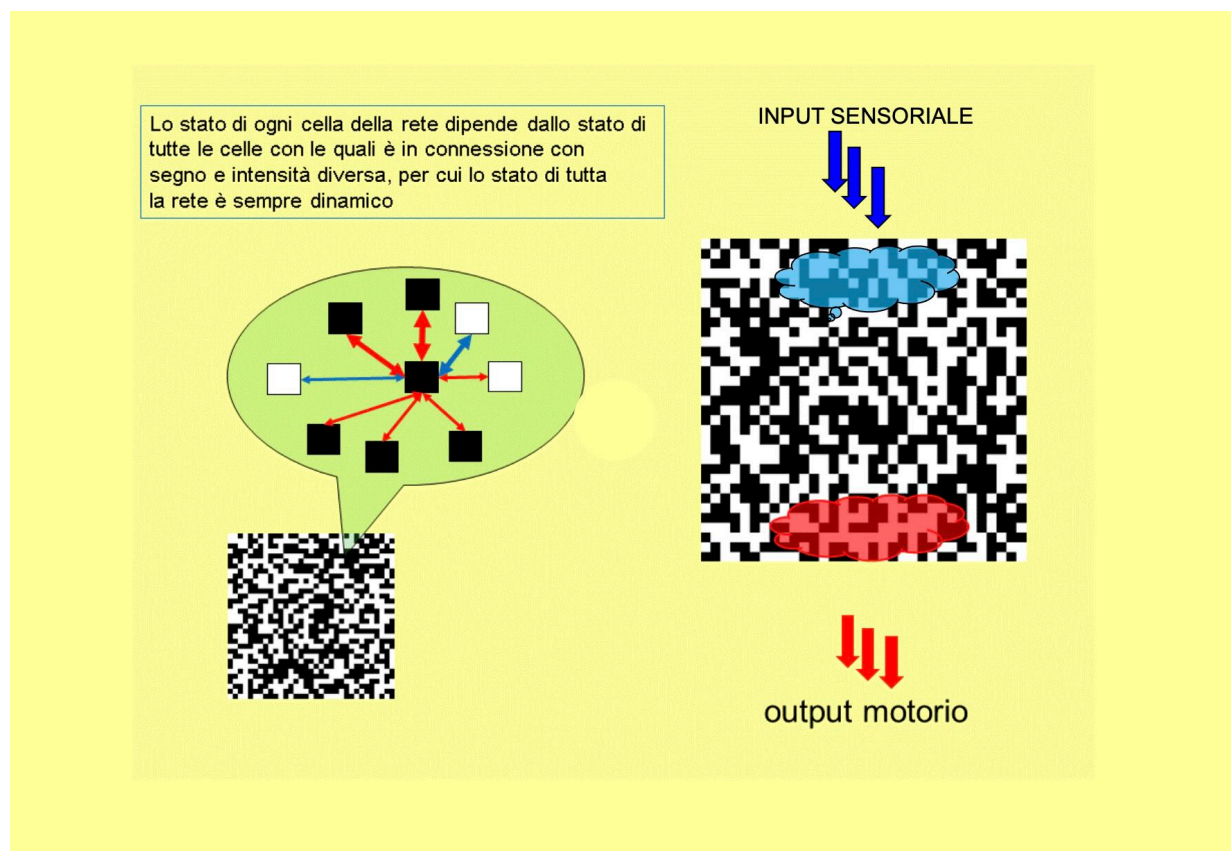 Lo stato di ogni cella della rete dipende dallo stato di
tutte le celle con le quali è in connessione con
segno e intensità diversa, per cui lo stato di tutta
la rete è sempre dinamico
INPUT SENSORIALE
output motorio